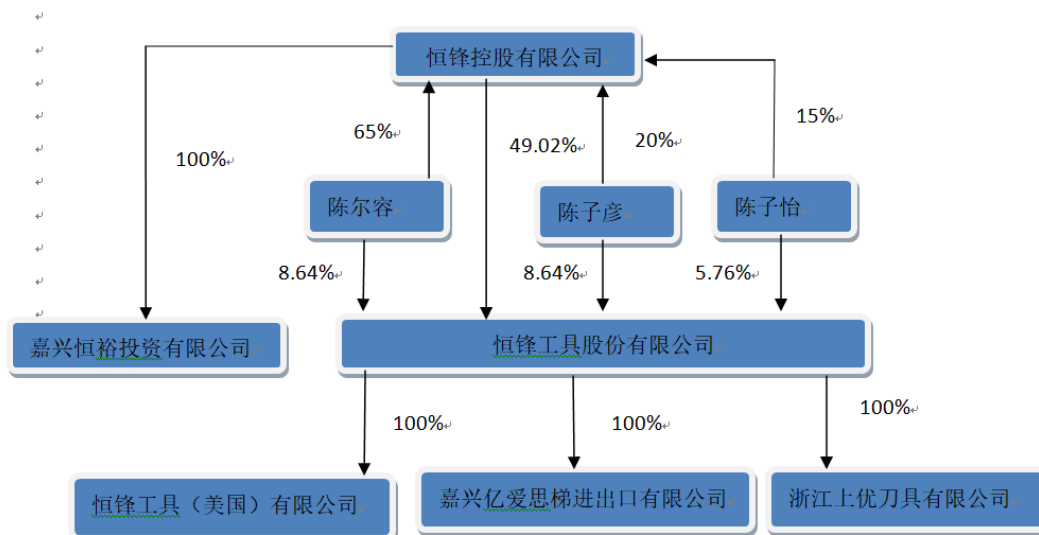 恒锋控股有限公司
15%
65%
49.02%
20%
100%
陈尔容
陈子彦
陈子怡
8.64%
8.64%
5.76%
嘉兴恒裕投资有限公司
恒锋工具股份有限公司
100%
100%
100%
恒锋工具（美国）有限公司
嘉兴亿爱思梯进出口有限公司
浙江上优刀具有限公司